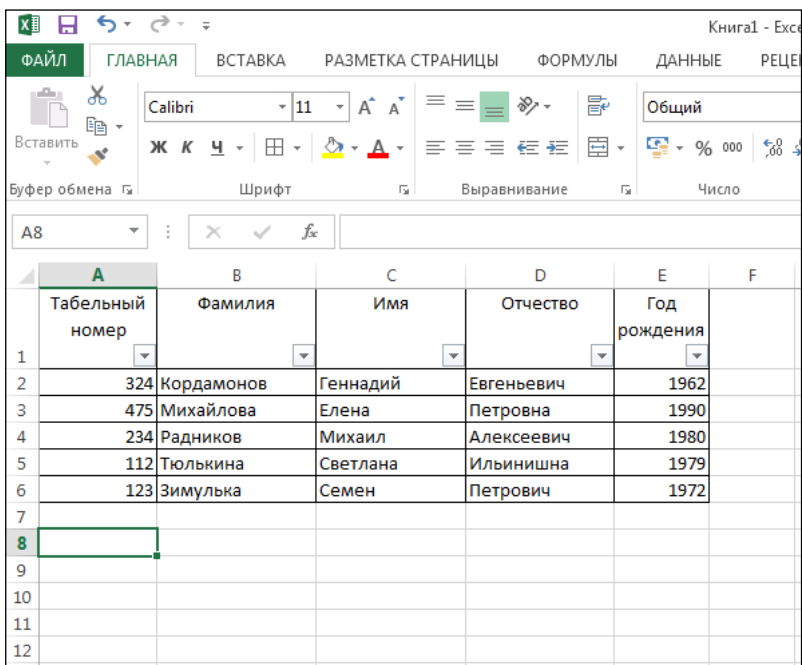 Книга1 - Exce
ФАЙЛ ГЛАВНАЯ ВСТАВКА РАЗМЕТКА СТРАНИЦЫ ФОРМУЛЫ ДАННЫЕ РЕЦЕ
Calibri 11 Общий
Вставить Ж К Ч % 000
Буфер обмена Шрифт Выравнивание Число
A8 fx
A B C D E F
Табельный Фамилия Имя Отчество Год
номер рождения
1
2 324 Кордамонов Геннадий Евгеньевич 1962
3 475 Михайлова Елена Петровна 1990
4 234 Радников Михаил Алексеевич 1980
5 112 Тюлькина Светлана Ильинишна 1979
6 123 Зимулька Семен Петрович 1972
7
8
9
10
11
12